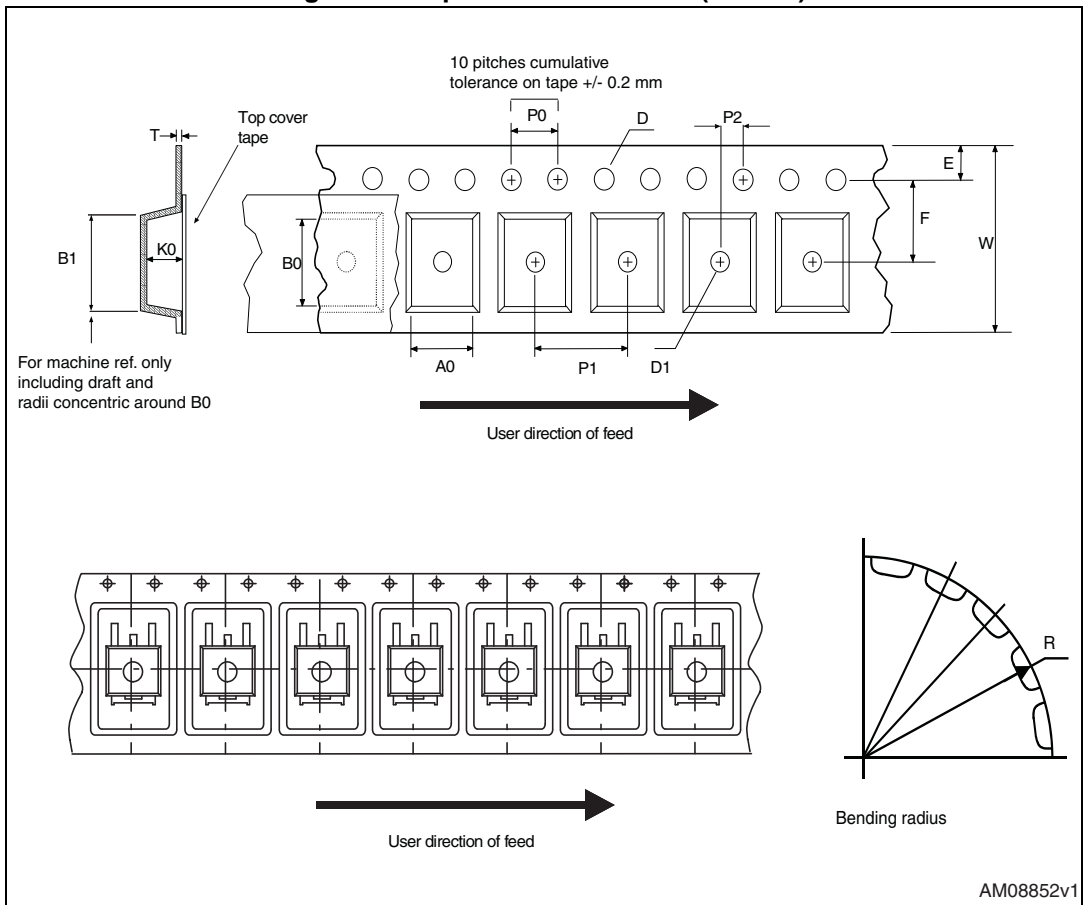 10 pitches cumulative
tolerance on tape +/- 0.2 mm
Top cover
tape
T
P0
D
P2
E
F
W
B1
K0
B0
For machine ref. only
including draft and
radii concentric around B0
A0
P1
D1
User direction of feed
R
Bending radius
User direction of feed
AM08852v1